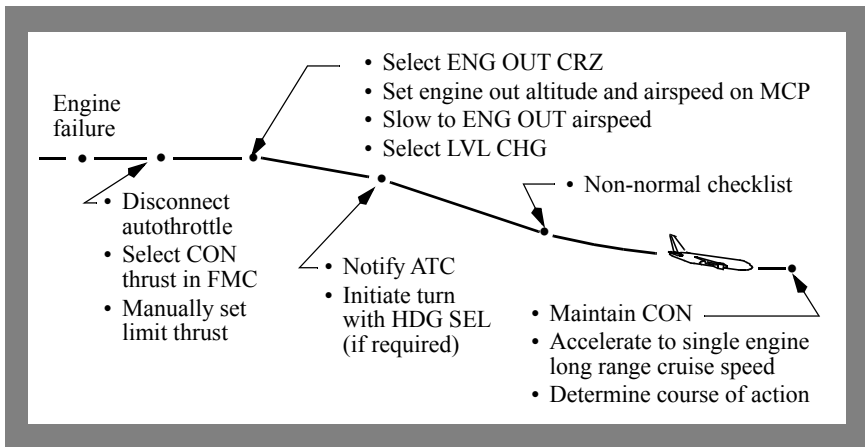 Engine
failure
• Disconnect
autothrottle
• Select CON
thrust in FMC
• Manually set
limit thrust
• Select ENG OUT CRZ
• Set engine out altitude and airspeed on MCP
• Slow to ENG OUT airspeed
• Select LVL CHG
• Notify ATC
• Initiate turn
with HDG SEL
(if required)
• Non-normal checklist
• Maintain CON
• Accelerate to single engine
long range cruise speed
• Determine course of action